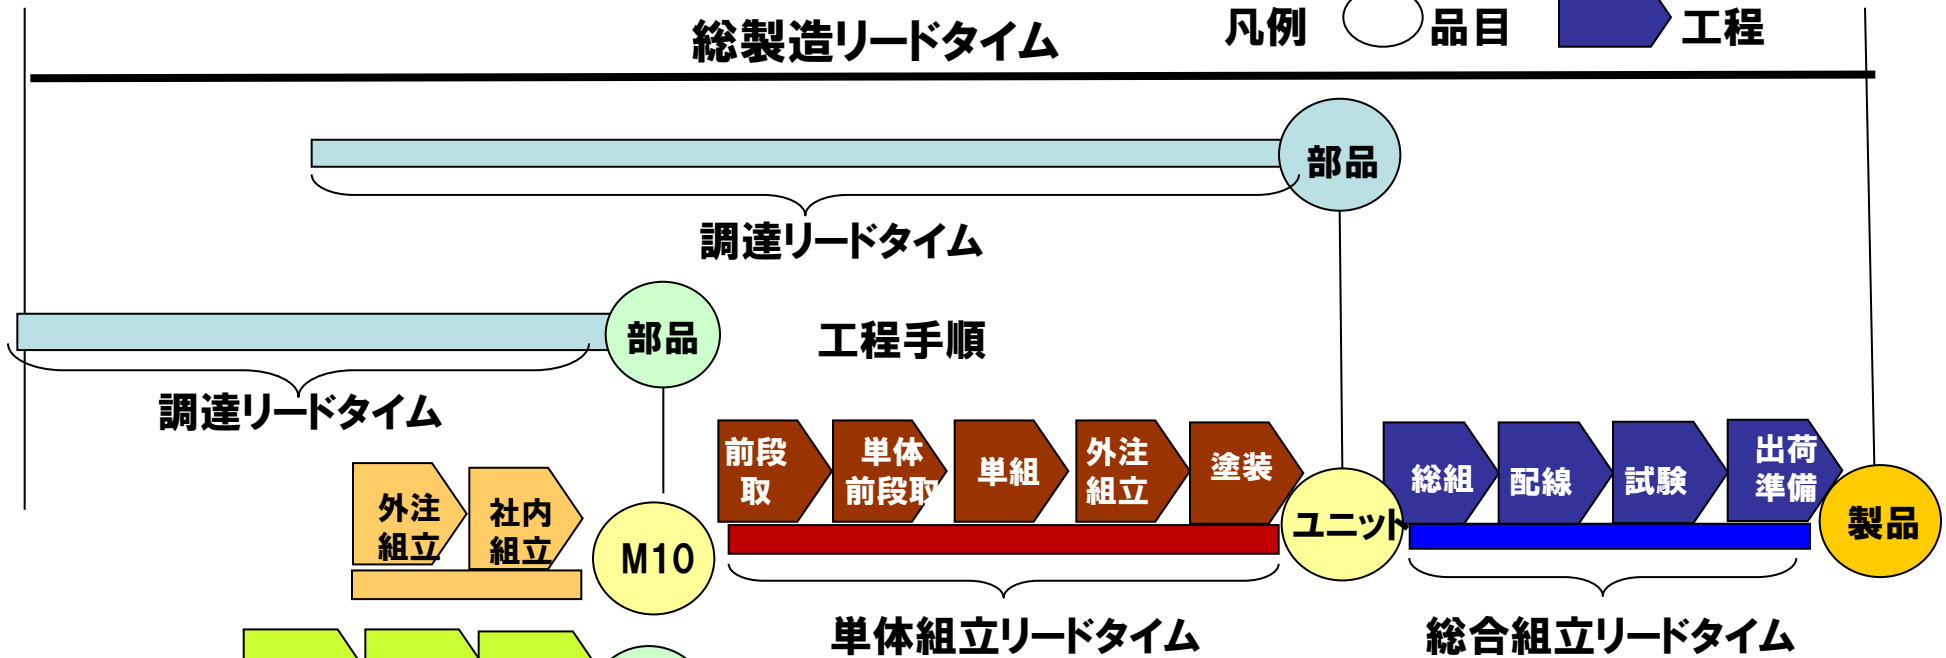 総製造リードタイム
凡例
品目
工程
部品
調達リードタイム
部品
工程手順
調達リードタイム
前段
取
単体
前段取
単組
外注
組立
塗装
総組
配線
試験
出荷
準備
外注
組立
社内
組立
M10
ユニット
製品
単体組立リードタイム
総合組立リードタイム